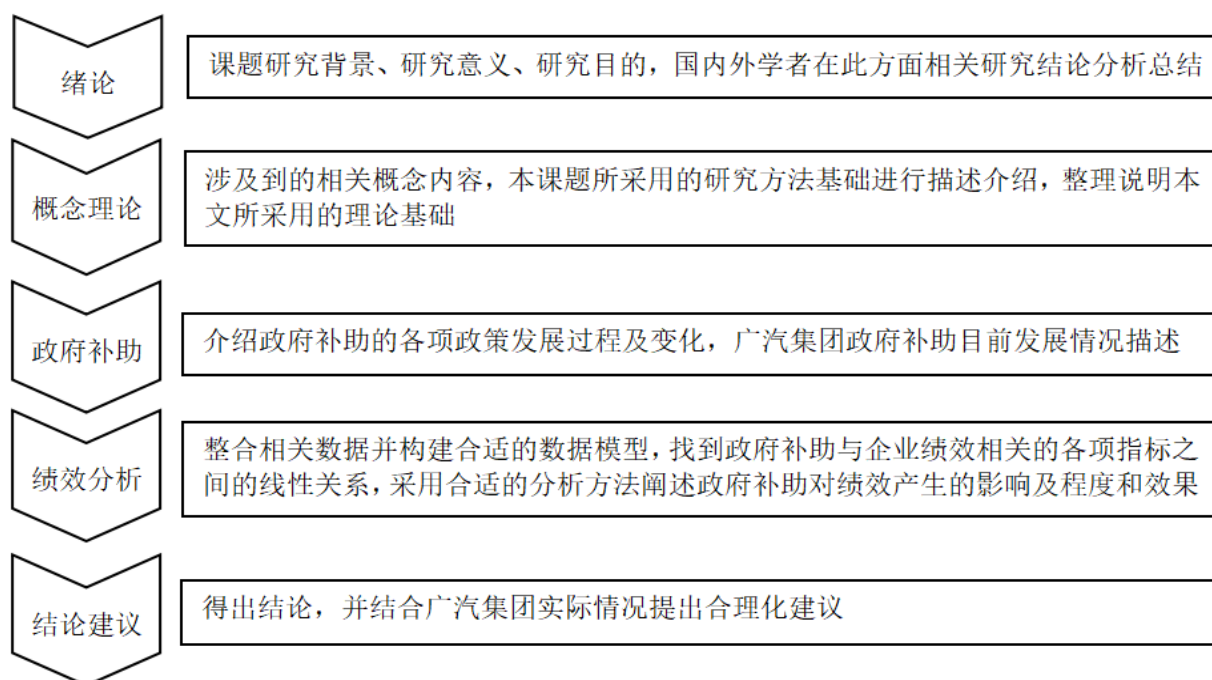 绪论
课题研究背景、研究意义、研究目的，国内外学者在此方面相关研究结论分析总结
概念理论
涉及到的相关概念内容，本课题所采用的研究方法基础进行描述介绍，整理说明本
文所采用的理论基础
政府补助
介绍政府补助的各项政策发展过程及变化，广汽集团政府补助目前发展情况描述
绩效分析
整合相关数据并构建合适的数据模型，找到政府补助与企业绩效相关的各项指标之
间的线性关系，采用合适的分析方法阐述政府补助对绩效产生的影响及程度和效果
结论建议
得出结论，并结合广汽集团实际情况提出合理化建议